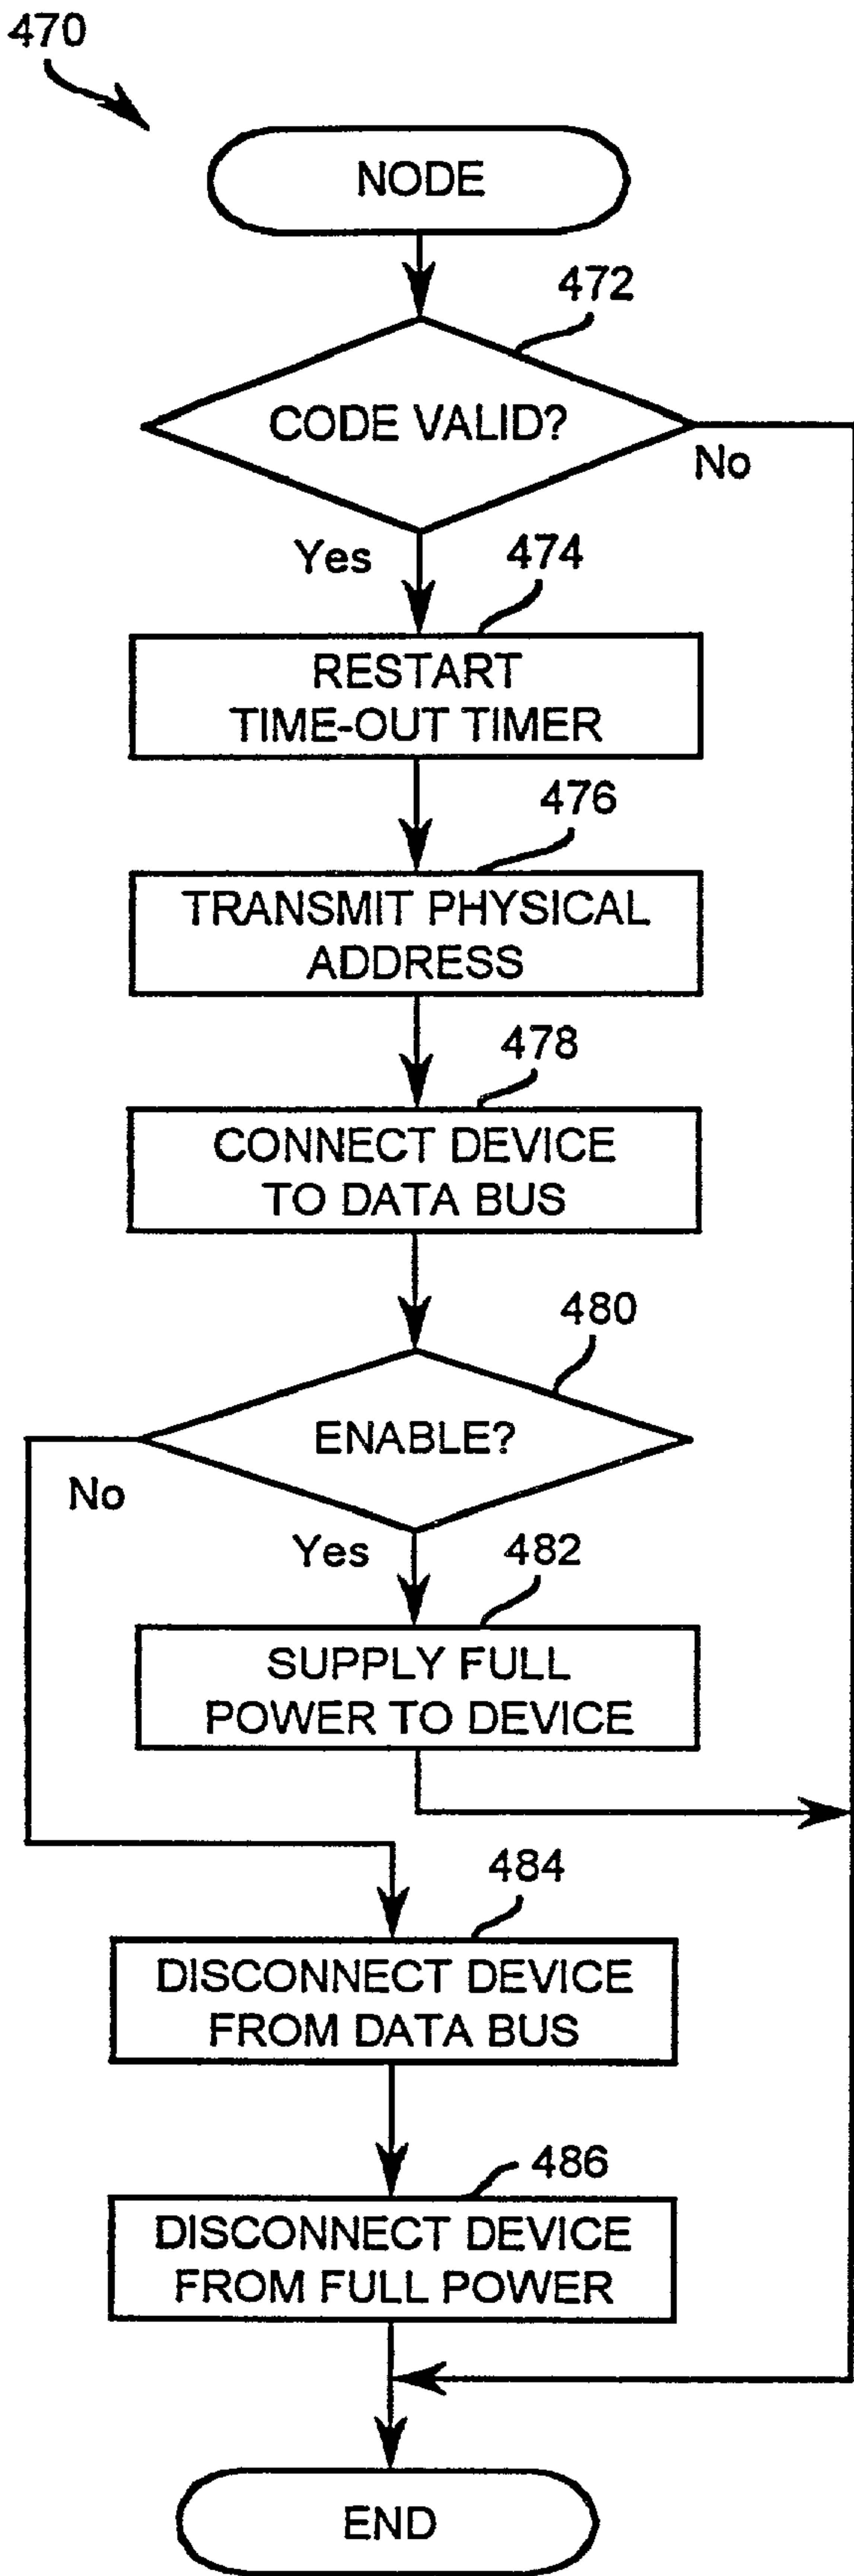 470
NODE
472
CODE VALID?
No
Yes
474
RESTART
TIME-OUT TIMER
476
TRANSMIT PHYSICAL
ADDRESS
478
CONNECT DEVICE
TO DATA BUS
480
ENABLE?
No
Yes
482
SUPPLY FULL
POWER TO DEVICE
484
DISCONNECT DEVICE
FROM DATA BUS
486
DISCONNECT DEVICE
FROM FULL POWER
END